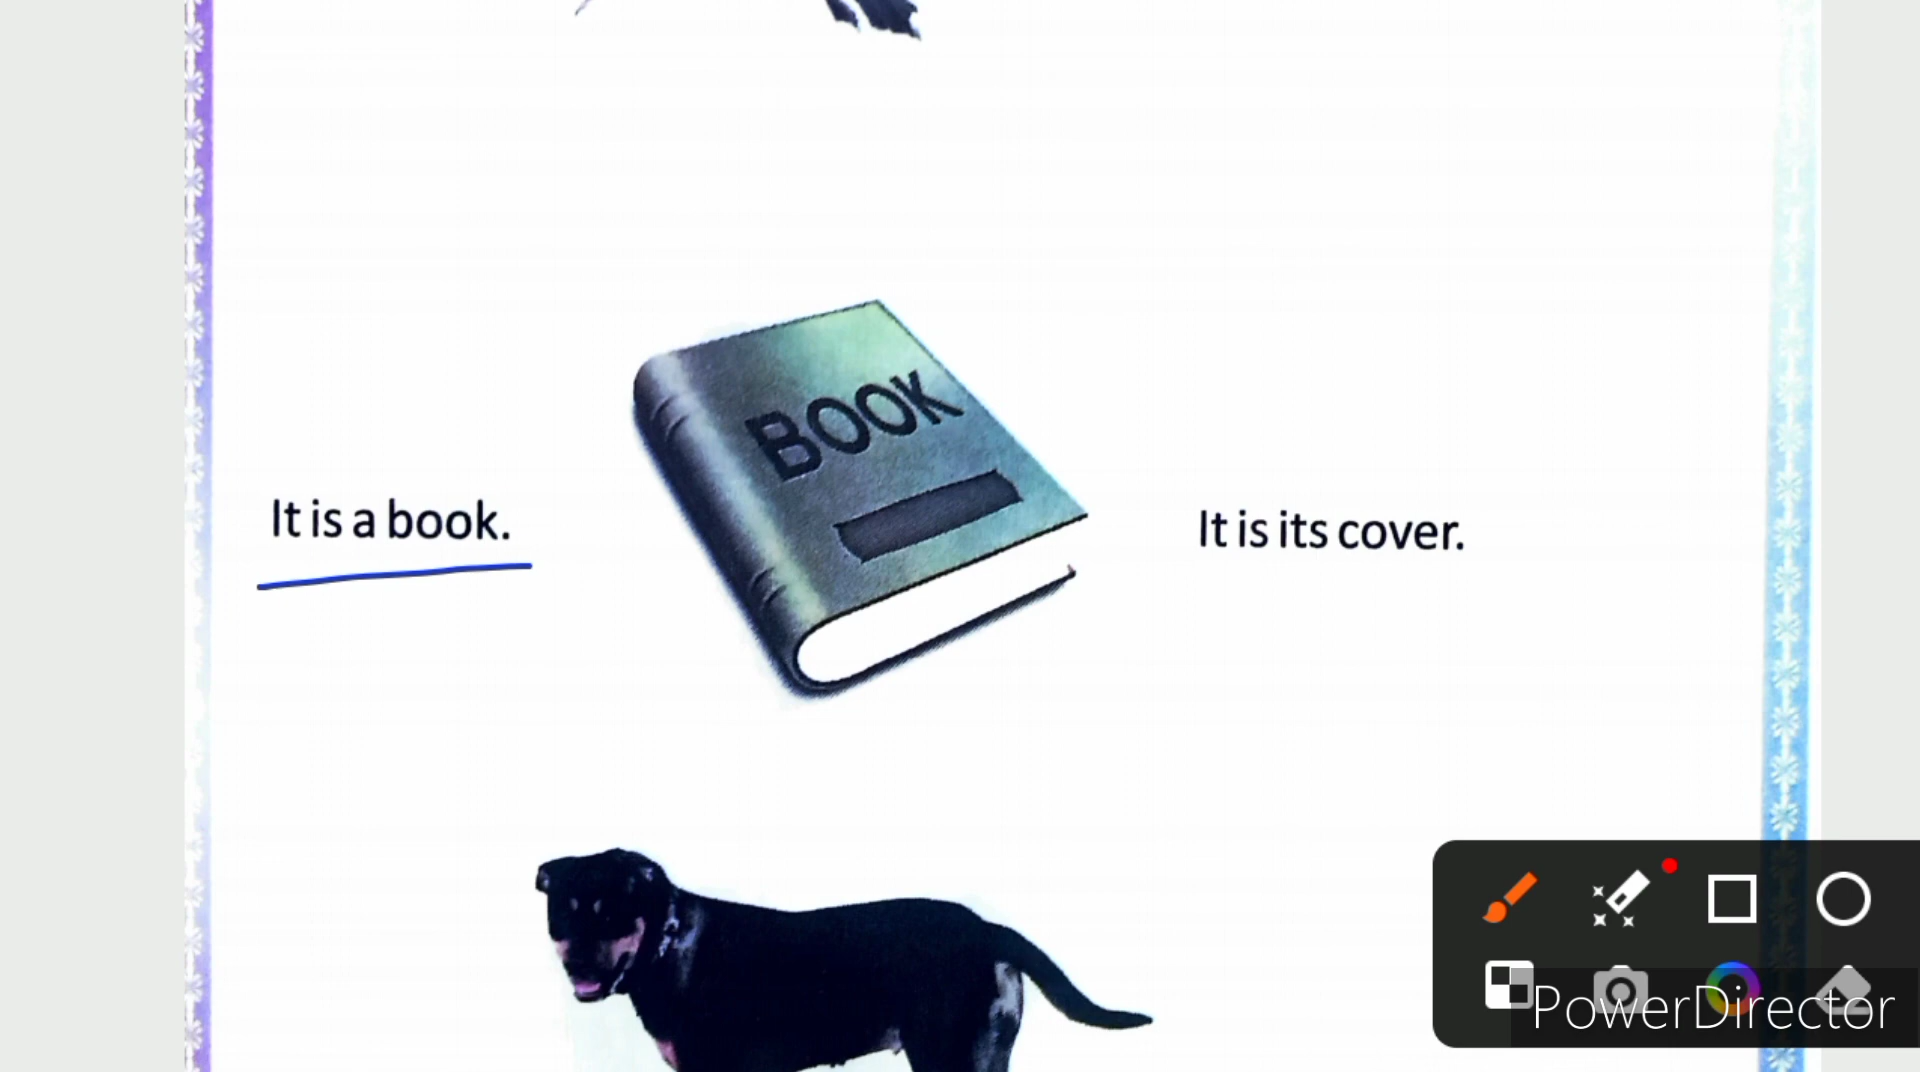 BOOK
It is a book.
It is its cover.
PowerDirector